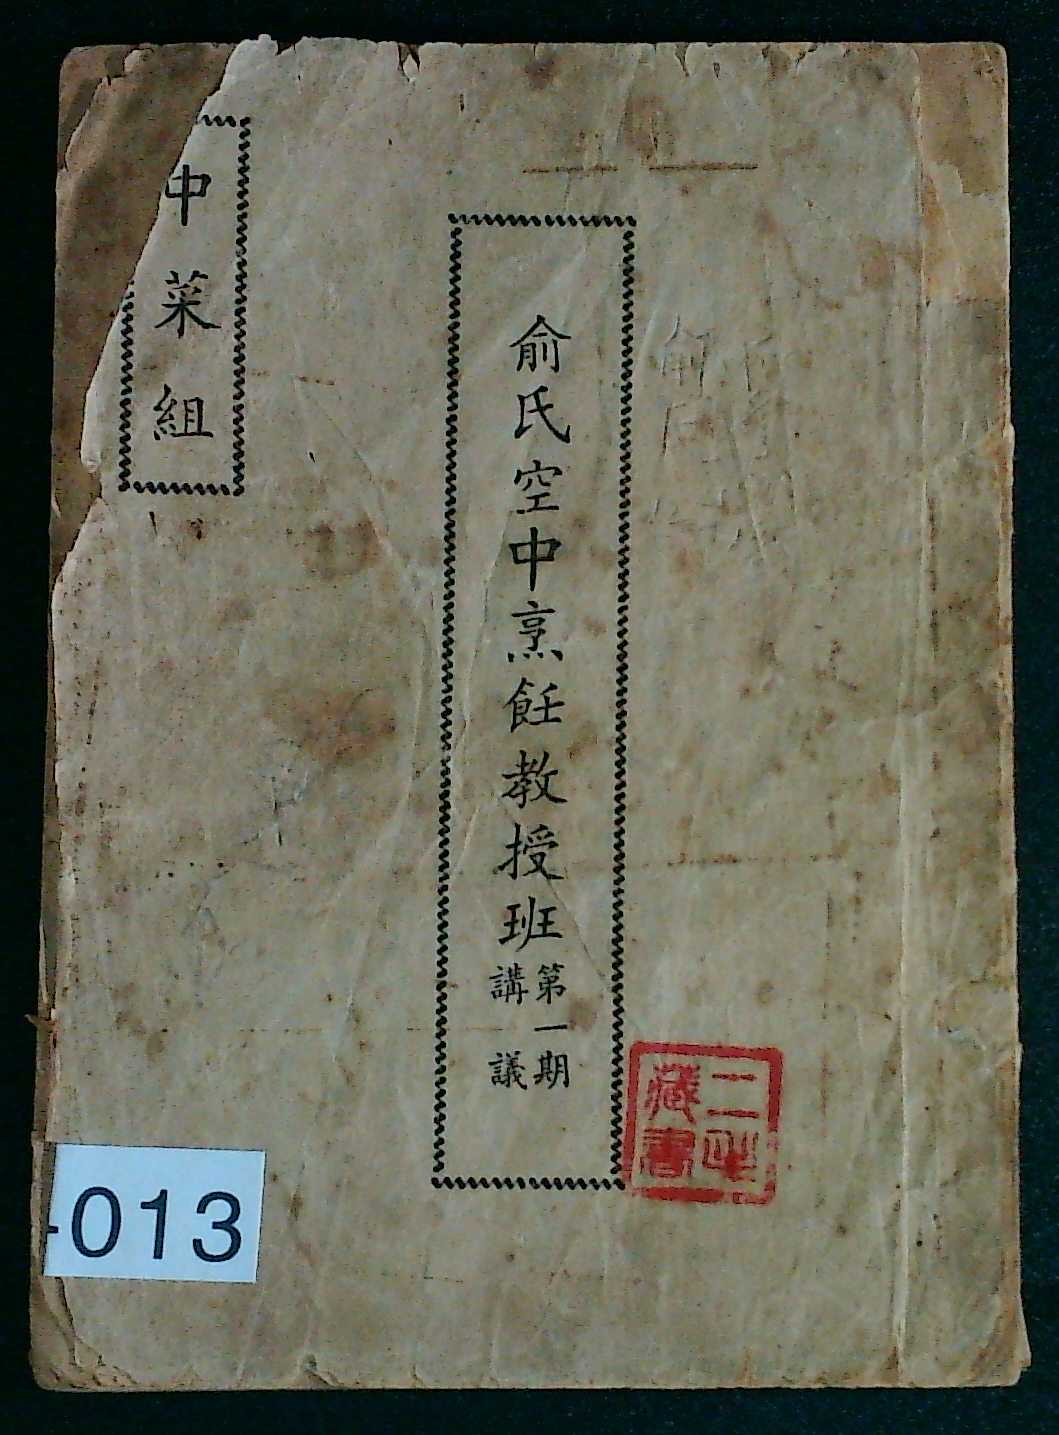 俞氏空中烹飪教授班
第一期
講議
中菜組
二
藏書
-013